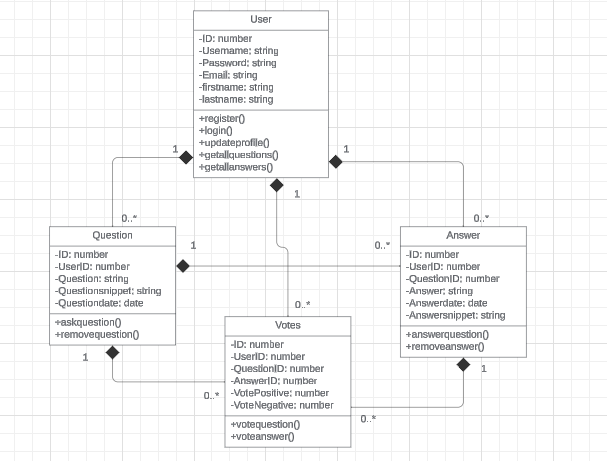 User
-ID: number
-Username: string
-Password: string
-Email: string
-firstname: string
-lastname: string
+register()
+login()
+updateprofile()
+getallquestions()
+getallanswers()
1
1
1
0..*
0..*
Question
-ID: number
-UserID: number
-Question: string
-Questionsnippet: string
-Questiondate: date
+askquestion()
+removequestion()
1
0..*
Answer
-ID: number
-UserID: number
-QuestionID: number
-Answer: string
-Answerdate: date
-Answersnippet: string
+answerquestion()
+removeanswer()
0..*
1
1
Votes
-ID: number
-UserID: number
-QuestionID: number
-AnswerID: number
-VotePositive: number
-VoteNegative: number
+votequestion()
+voteanswer()
0..*
0..*